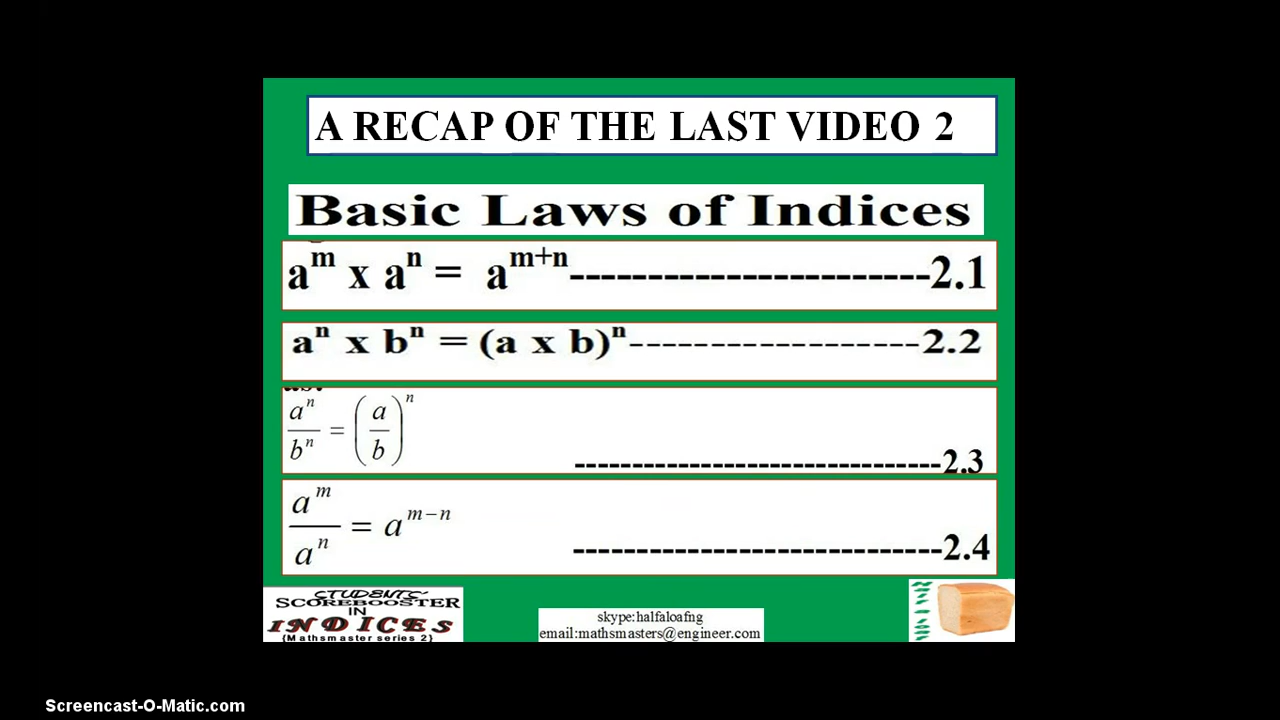 A RECAP OF THE LAST VIDEO 2
Basic Laws of Indices
a^m x a^n = a^{m+n}-----------------------2.1
a^n x b^n = (a x b)^n------------------2.2
a^n/b^n = (a/b)^n
-------------------------------2.3
a^m/a^n = a^{m−n}
----------------------------2.4
STUDENTS
SCOREBOOSTER
IN
INDICES
{Mathsmaster series 2}
skype:halfaloafng
email:mathsmasters@engineer.com
Screencast-O-Matic.com